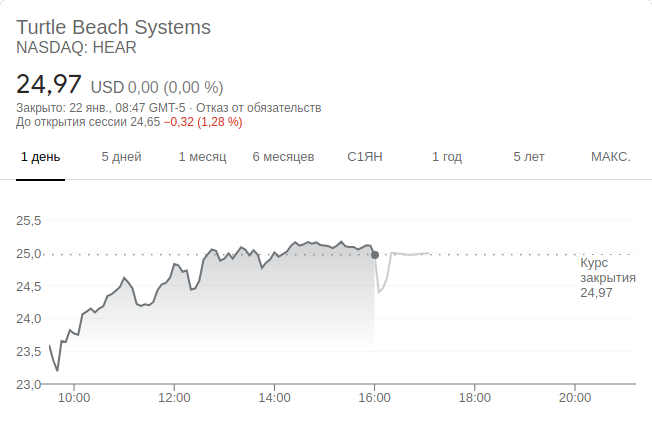 Turtle Beach Systems
NASDAQ: HEAR
24,97 USD 0,00 (0,00 %)
Закрыто: 22 янв., 08:47 GMT-5 · Отказ от обязательств
До открытия сессии 24,65 −0,32 (1,28 %)
1 день 5 дней 1 месяц 6 месяцев С1ЯН 1 год 5 лет МАКС.
25,5
25,0
Курс
закрытия
24,97
24,5
24,0
23,5
23,0
10:00 12:00 14:00 16:00 18:00 20:00